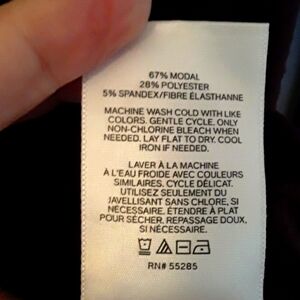 67% MODAL
28% POLYESTER
5% SPANDEX/FIBRE ÉLASTHANNE
MACHINE WASH COLD WITH LIKE
COLORS. GENTLE CYCLE. ONLY
NON-CHLORINE BLEACH WHEN
NEEDED. LAY FLAT TO DRY. COOL
IRON IF NEEDED.
LAVER À LA MACHINE
À L'EAU FROIDE AVEC COULEURS
SIMILAIRES. CYCLE DÉLICAT.
UTILISEZ SEULEMENT DU
JAVELLISANT SANS CHLORE, SI
NÉCESSAIRE. ÉTENDRE À PLAT
POUR SÉCHER. REPASSAGE DOUX,
SI NÉCESSAIRE.
RN# 55285